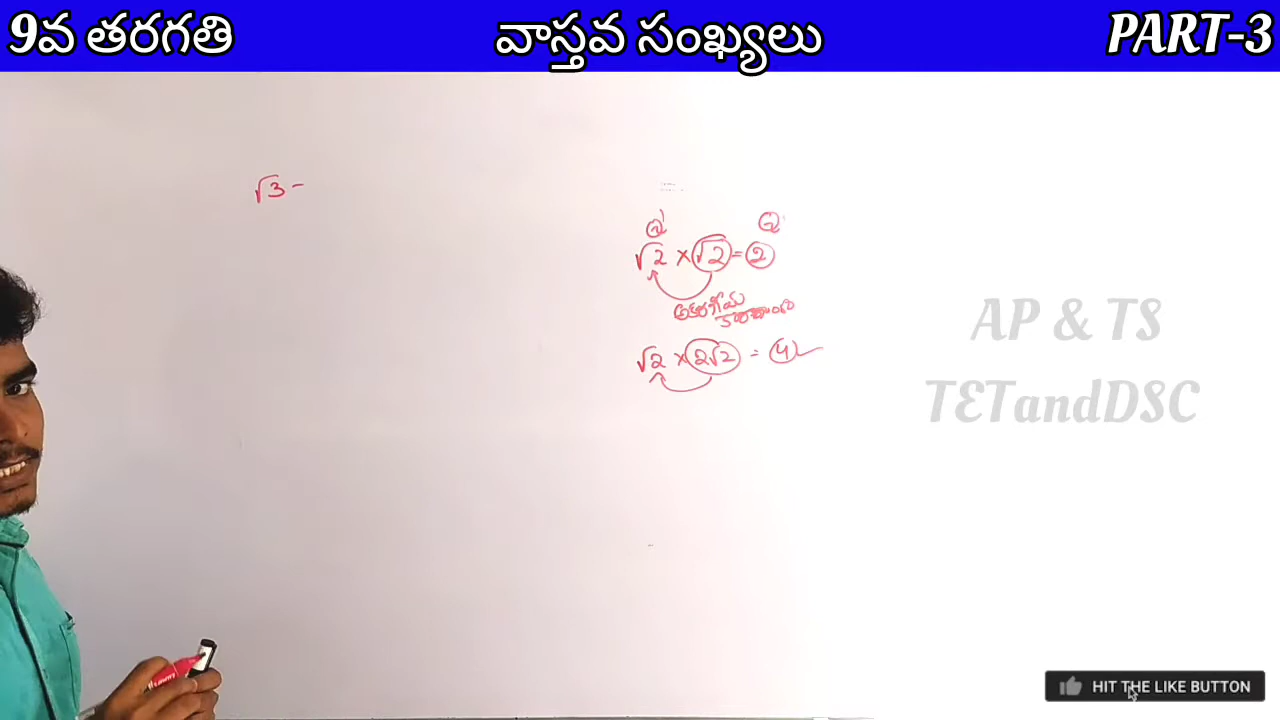 9వ తరగతి
వాస్తవ సంఖ్యలు
PART-3
√3 -
Q' Q'
√2 × √2 = 2
√2 × 2√2 = 4
AP & TS
TETandDSC
HIT THE LIKE BUTTON